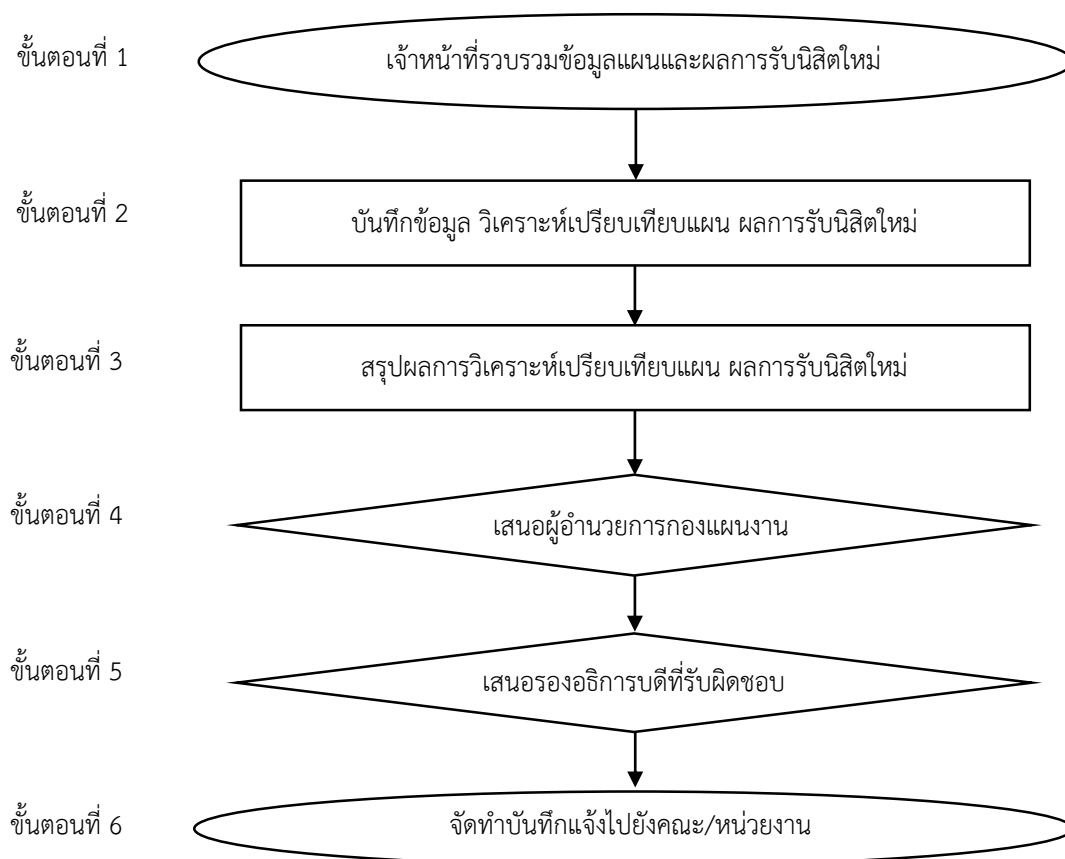 ขั้นตอนที่ 1
เจ้าหน้าที่รวบรวมข้อมูลแผนและผลการรับนิสิตใหม่
ขั้นตอนที่ 2
บันทึกข้อมูล วิเคราะห์เปรียบเทียบแผน ผลการรับนิสิตใหม่
ขั้นตอนที่ 3
สรุปผลการวิเคราะห์เปรียบเทียบแผน ผลการรับนิสิตใหม่
ขั้นตอนที่ 4
เสนอผู้อำนวยการกองแผนงาน
ขั้นตอนที่ 5
เสนอรองอธิการบดีที่รับผิดชอบ
ขั้นตอนที่ 6
จัดทำบันทึกแจ้งไปยังคณะ/หน่วยงาน